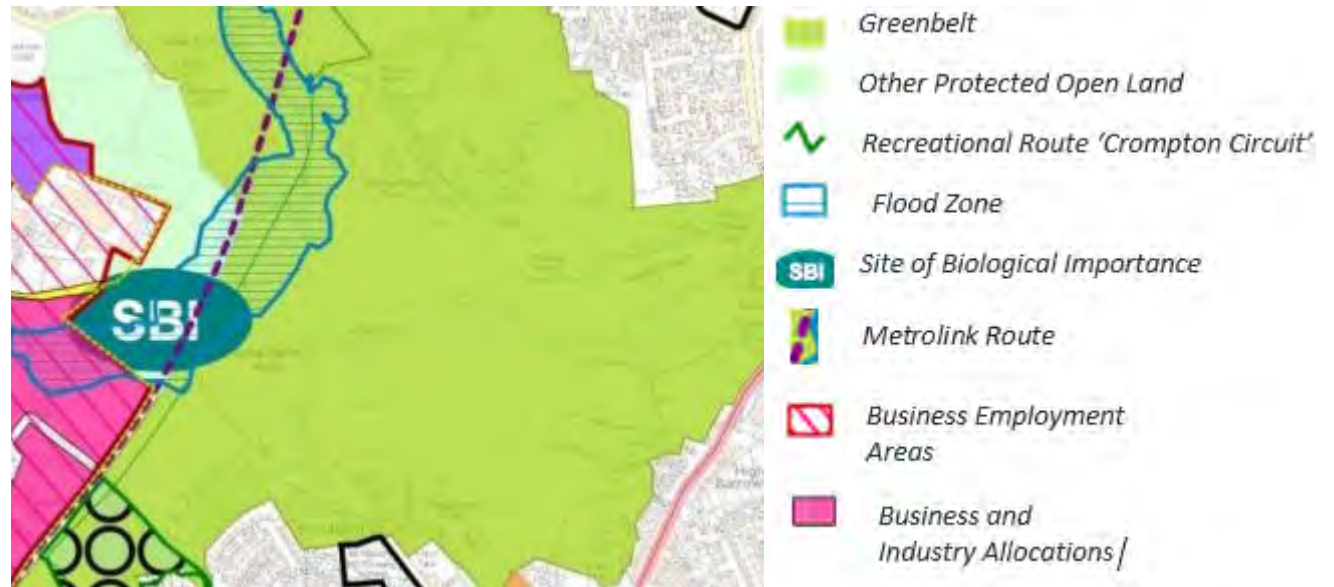 Greenbelt
Other Protected Open Land
Recreational Route ‘Crompton Circuit’
Flood Zone
SBI
SBI
Site of Biological Importance
Metrolink Route
Business Employment
Areas
Business and
Industry Allocations/